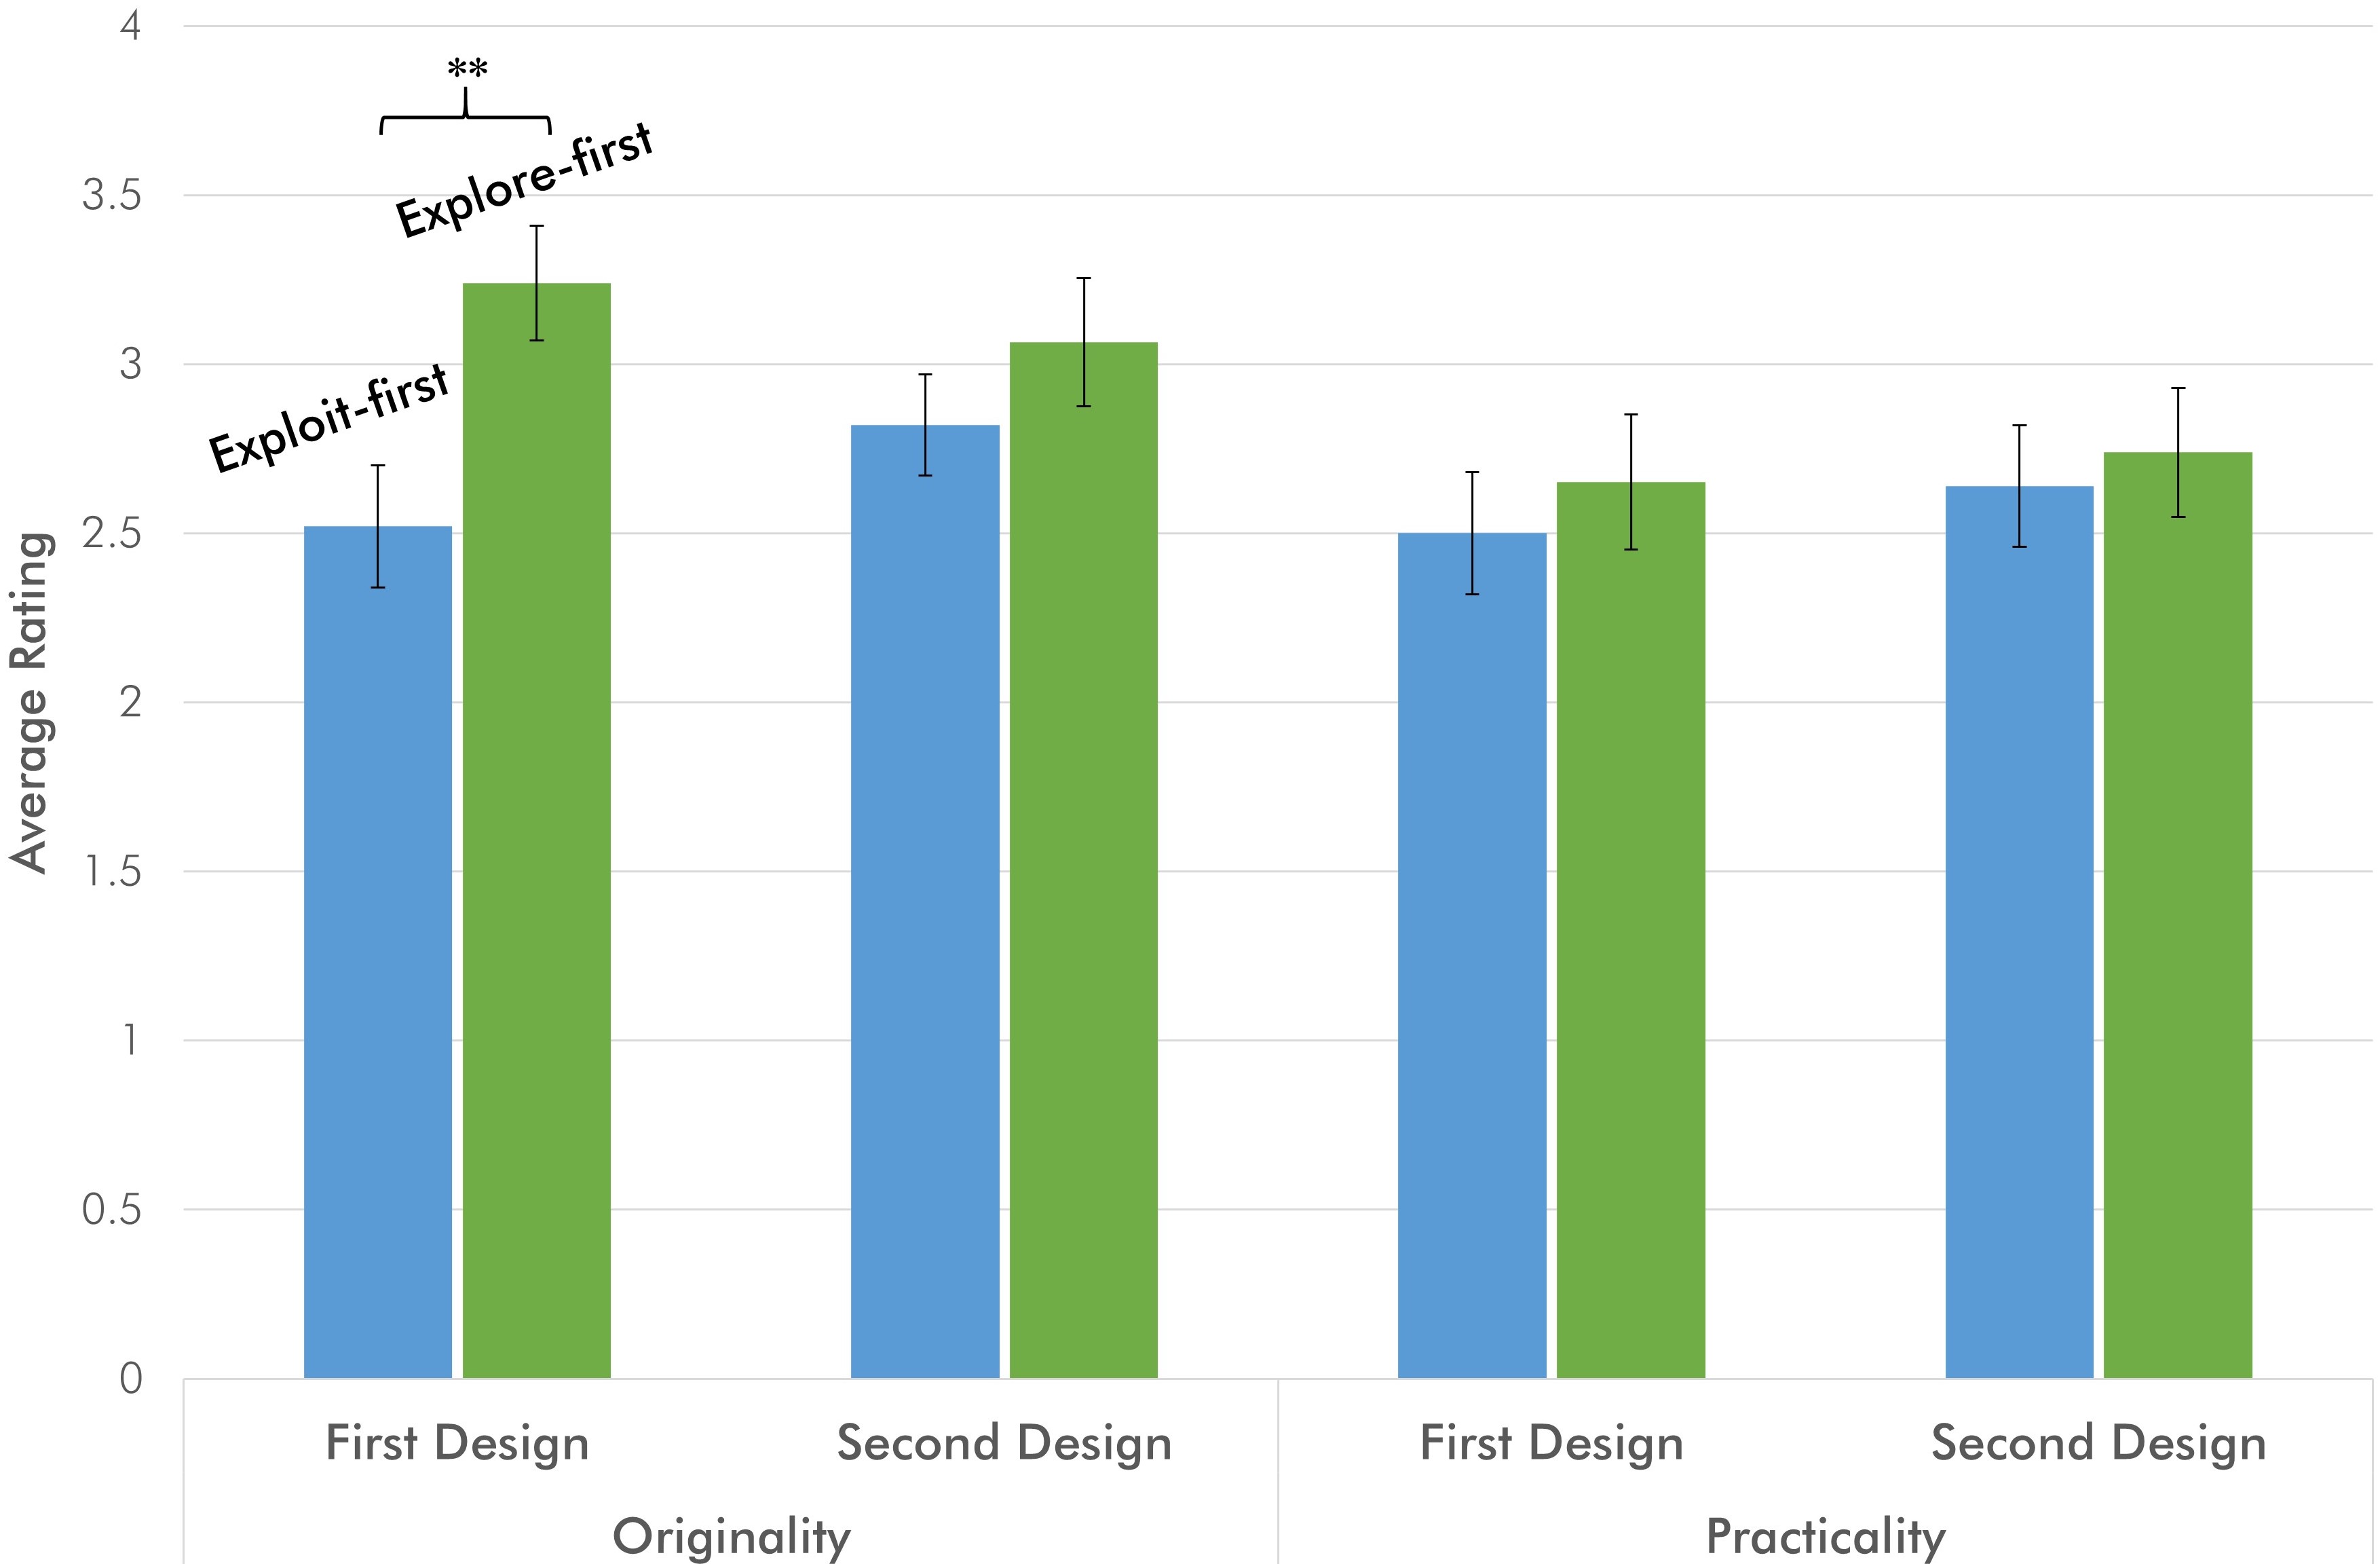 4
**
Explore-first
3.5
3
Exploit-first
2.5
2
1.5
1
0.5
0
Average Rating
First Design
Second Design
First Design
Second Design
Originality
Practicality